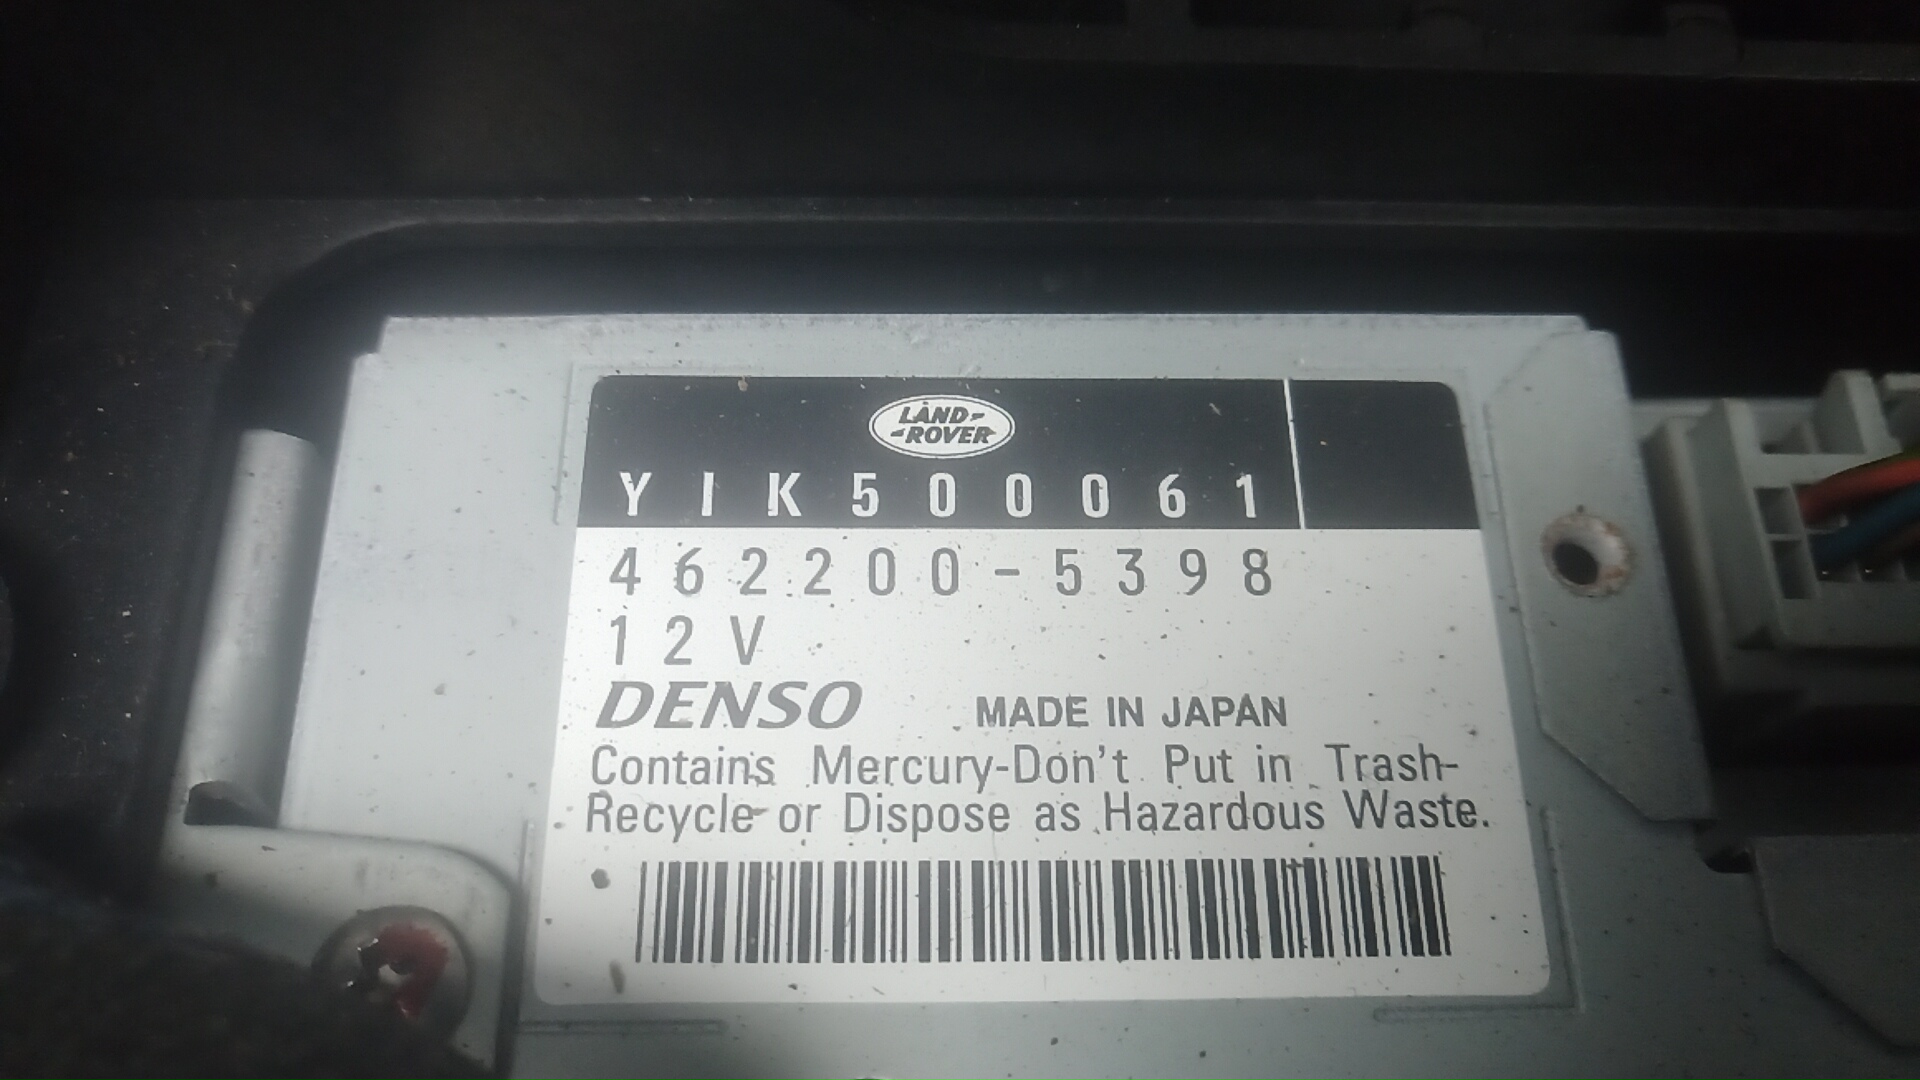 LAND-
-ROVER
YIK500061
462200-5398
12V
DENSO MADE IN JAPAN
Contains Mercury-Don't Put in Trash-
Recycle or Dispose as Hazardous Waste.